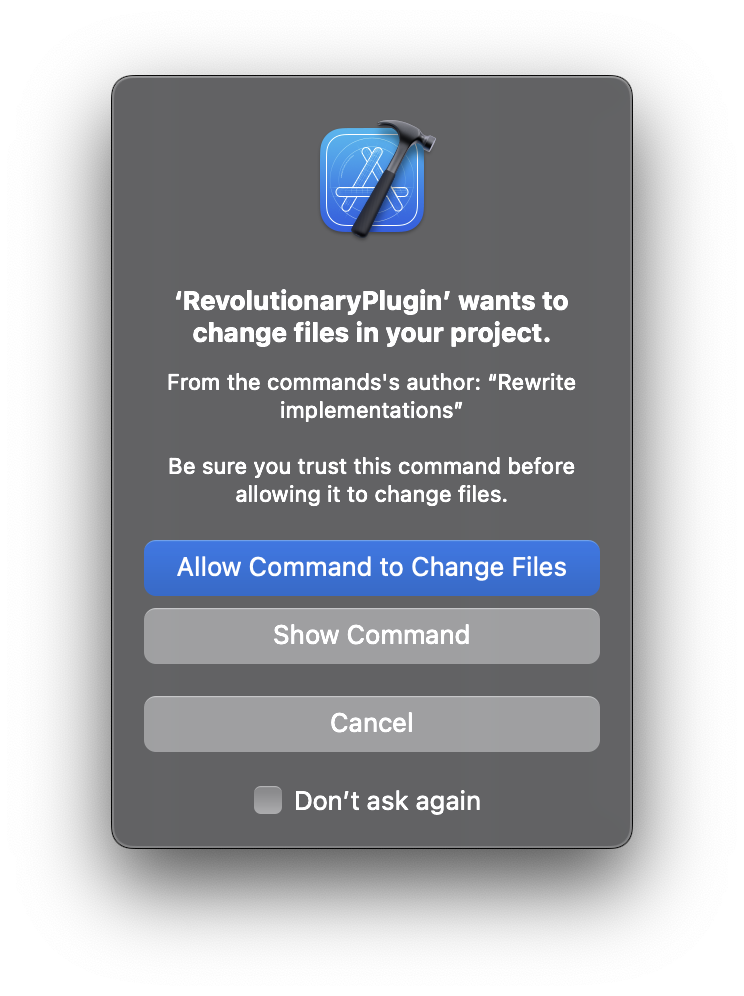 ‘RevolutionaryPlugin’ wants to
change files in your project.
From the commands's author: “Rewrite
implementations”
Be sure you trust this command before
allowing it to change files.
Allow Command to Change Files
Show Command
Cancel
Don’t ask again